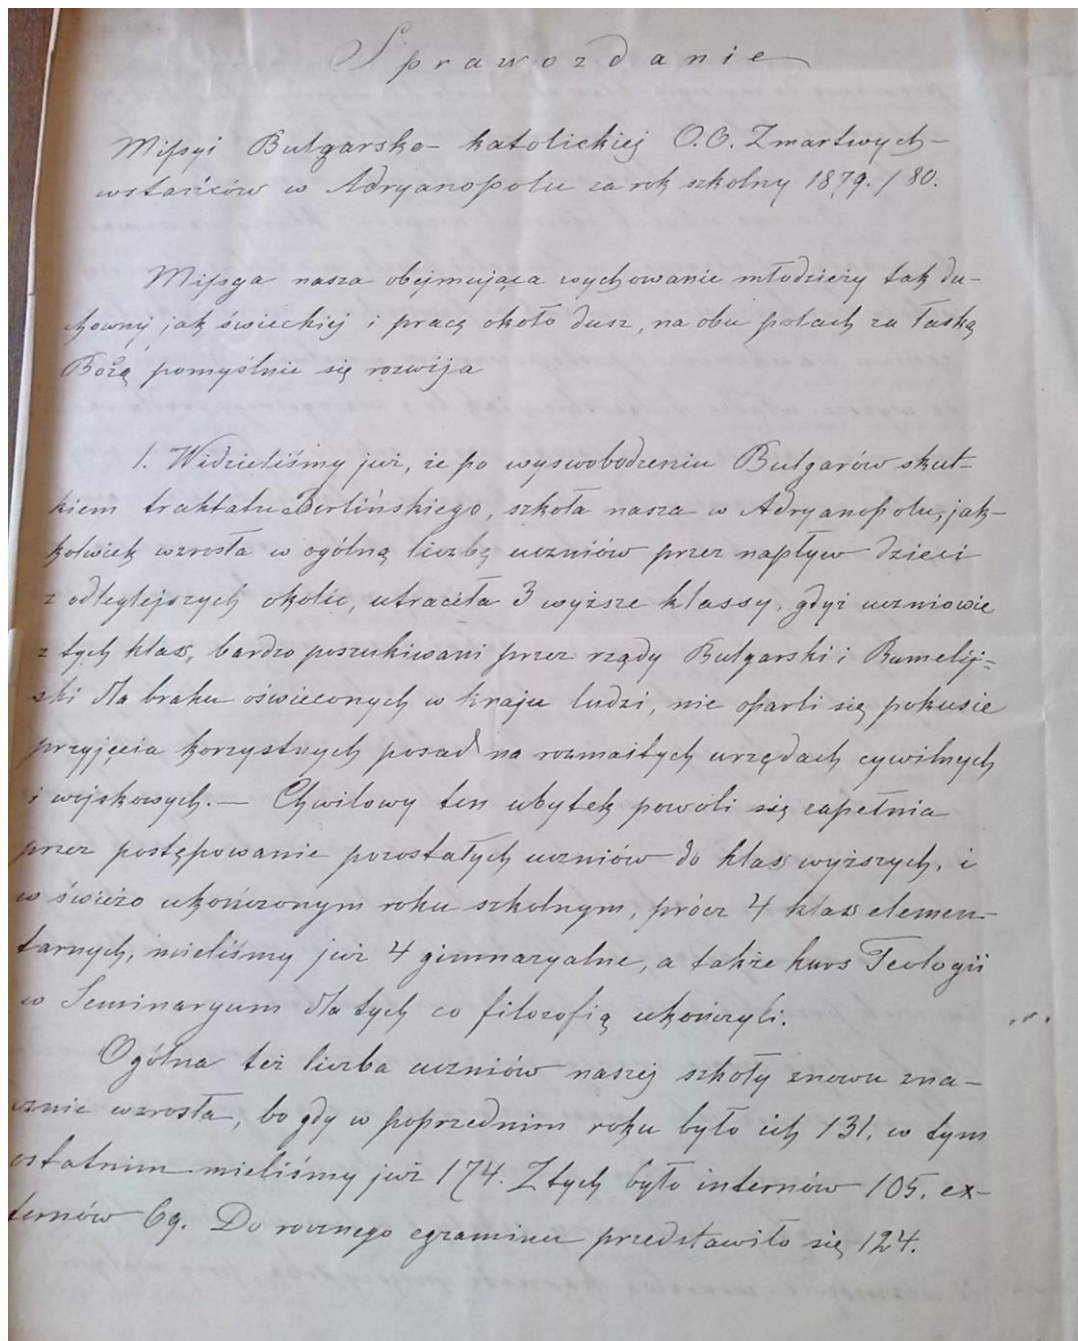 Sprawozdanie
Missyi Bulgarsko-katolickiej O.O. Zmartwych-
wstańców w Adryanopolu za rok szkolny 1879./80.
Missya nasza obejmująca wychowanie młodzieży tak du-
chownej jak świeckiej i pracę około dusz, na obu polach za łaską
Bożą pomyślnie się rozwija
1. Widzieliśmy już, że po wyswobodzeniu Bulgarów skut-
kiem traktatu Berlińskiego, szkoła nasza w Adryanopolu, jak-
kolwiek wzrosła w ogólną liczbę uczniów przez napływ dzieci
z odleglejszych okolic, utraciła 3 wyższe klassy, gdyż uczniowie
z tych klass, bardzo poszukiwani przez rządy Bulgarski i Rumelij-
ski dla braku oświeconych w kraju ludzi, nie oparli się pokusie
przyjęcia korzystnych posad na rozmaitych urzędach cywilnych
i wojskowych. — Chwilowy ten ubytek powoli się zapełnia
przez postępowanie pozostałych uczniów do klass wyższych, i
w świeżo ukończonym roku szkolnym, prócz 4 klass elemen-
tarnych, mieliśmy już 4 gimnazyalne, a także kurs Teologii
w Seminaryum dla tych co filozofią ukończyli.
Ogólna też liczba uczniów naszej szkoły znowu zna-
cznie wzrosła, bo gdy w poprzednim roku było ich 131. w tym
ostatnim mieliśmy już 174. Z tych było internów 105. ex-
ternów 69. Do rocznego egzaminu przedstawiło się 124.